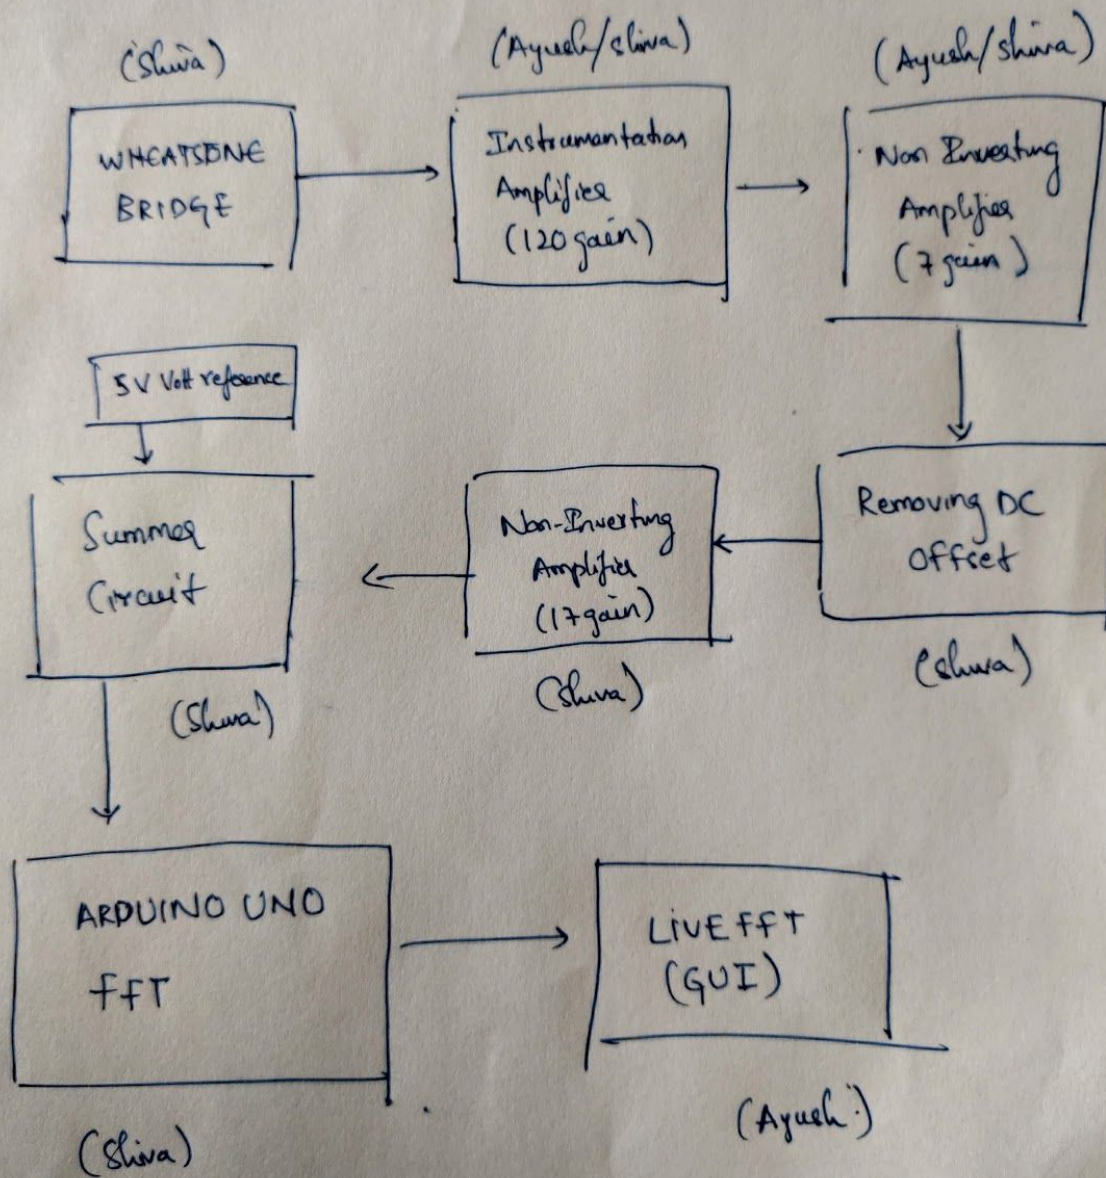 (Shiva)
WHEATSONE
BRIDGE
(Ayush/Shiva)
Instrumentation
Amplifier
(120 gain)
(Ayush/Shiva)
Non Inverting
Amplifier
(7 gain)
Removing DC
Offset
(Shiva)
Non-Inverting
Amplifier
(17 gain)
(Shiva)
5V Volt reference
Summer
Circuit
(Shiva)
ARDUINO UNO
FFT
(Shiva)
LIVE FFT
(GUI)
(Ayush)